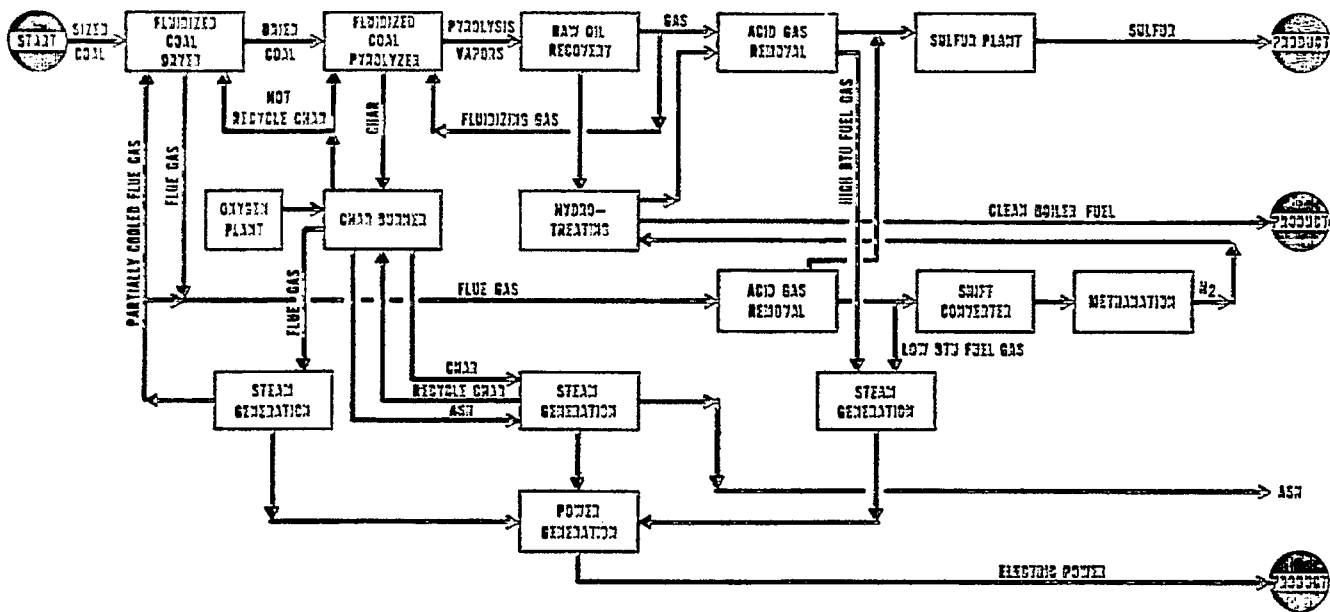 START
SIZED
COAL
FLUIDIZED
COAL
DRYER
DRIED
COAL
FLUIDIZED
COAL
PYROLYZER
PYROLYSIS
VAPORS
RAW OIL
RECOVERY
GAS
ACID GAS
REMOVAL
SULFUR PLANT
SULFUR
PRODUCT
HOT
RECYCLE CHAR
CHAR
FLUIDIZING GAS
HIGH BTU FUEL GAS
PARTIALLY COOLED FLUE GAS
FLUE GAS
OXYGEN
PLANT
CHAR BURNER
HYDRO-
TREATING
CLEAN BOILER FUEL
PRODUCT
FLUE GAS
FLUE GAS
ACID GAS
REMOVAL
SHIFT
CONVERTER
METHANATION
H2
LOW BTU FUEL GAS
STEAM
GENERATION
CHAR
RECYCLE CHAR
ASH
STEAM
GENERATION
STEAM
GENERATION
ASH
POWER
GENERATION
ELECTRIC POWER
PRODUCT